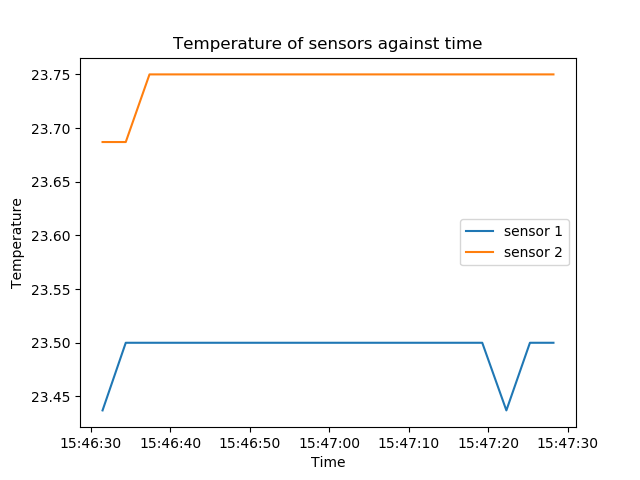 Temperature of sensors against time
23.75
23.70
23.65
23.60
23.55
23.50
23.45
Temperature
sensor 1
sensor 2
15:46:30 15:46:40 15:46:50 15:47:00 15:47:10 15:47:20 15:47:30
Time